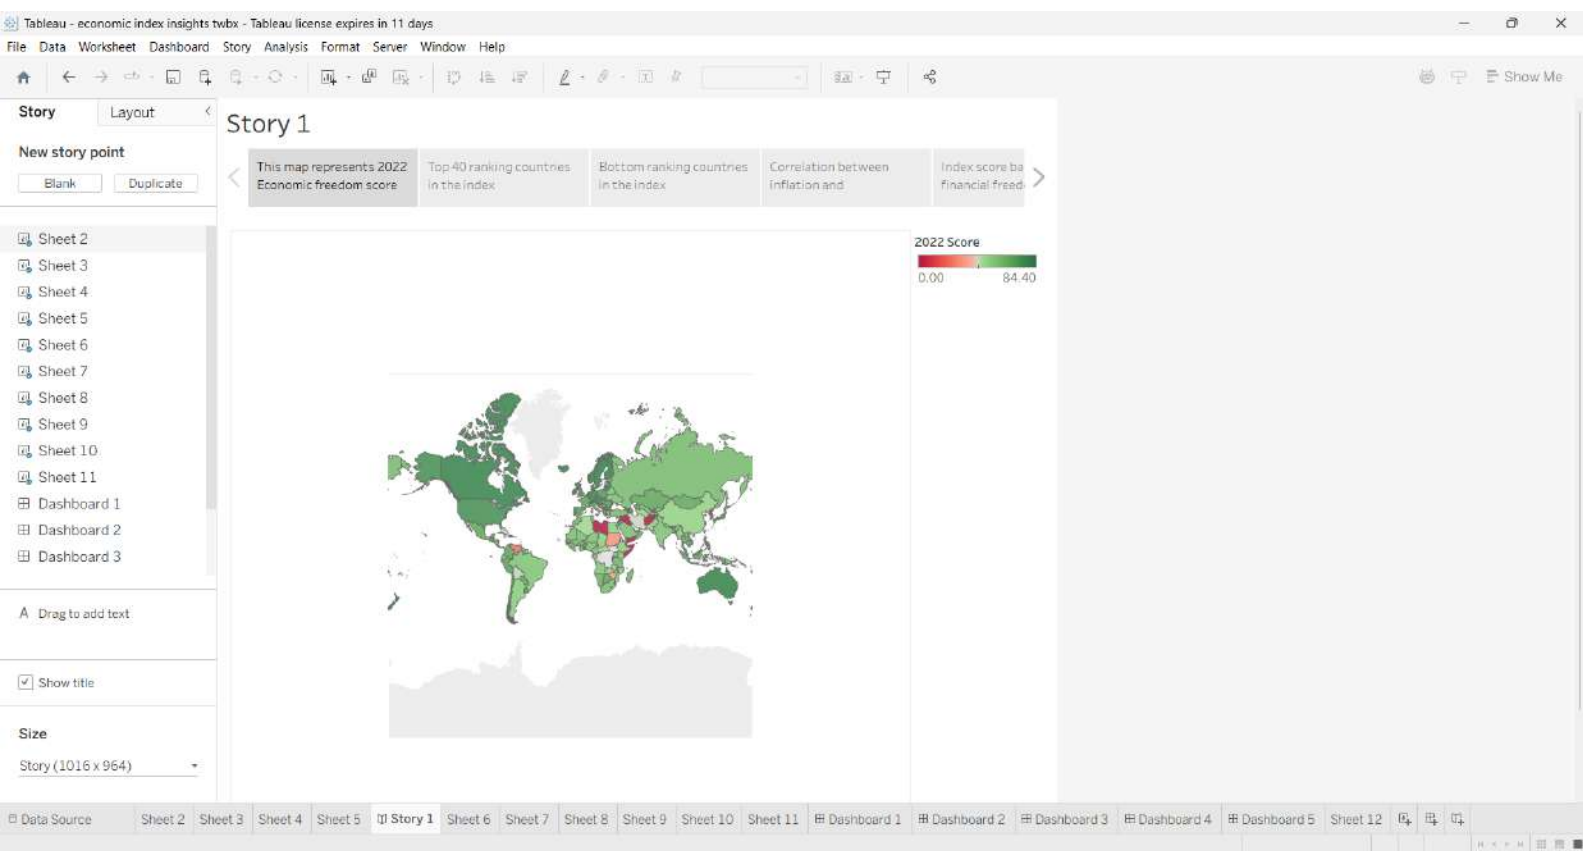 Tableau - economic index insights twbx - Tableau license expires in 11 days
File Data Worksheet Dashboard Story Analysis Format Server Window Help
Show Me
Story Layout
New story point
Blank Duplicate
Sheet 2
Sheet 3
Sheet 4
Sheet 5
Sheet 6
Sheet 7
Sheet 8
Sheet 9
Sheet 10
Sheet 11
Dashboard 1
Dashboard 2
Dashboard 3
A Drag to add text
Show title
Size
Story (1016 x 964)
Story 1
This map represents 2022
Economic freedom score
Top 40 ranking countries
in the index
Bottom ranking countries
in the index
Correlation between
inflation and
Index score ba
financial freed
2022 Score
0.00 84.40
Data Source Sheet 2 Sheet 3 Sheet 4 Sheet 5 Story 1 Sheet 6 Sheet 7 Sheet 8 Sheet 9 Sheet 10 Sheet 11 Dashboard 1 Dashboard 2 Dashboard 3 Dashboard 4 Dashboard 5 Sheet 12